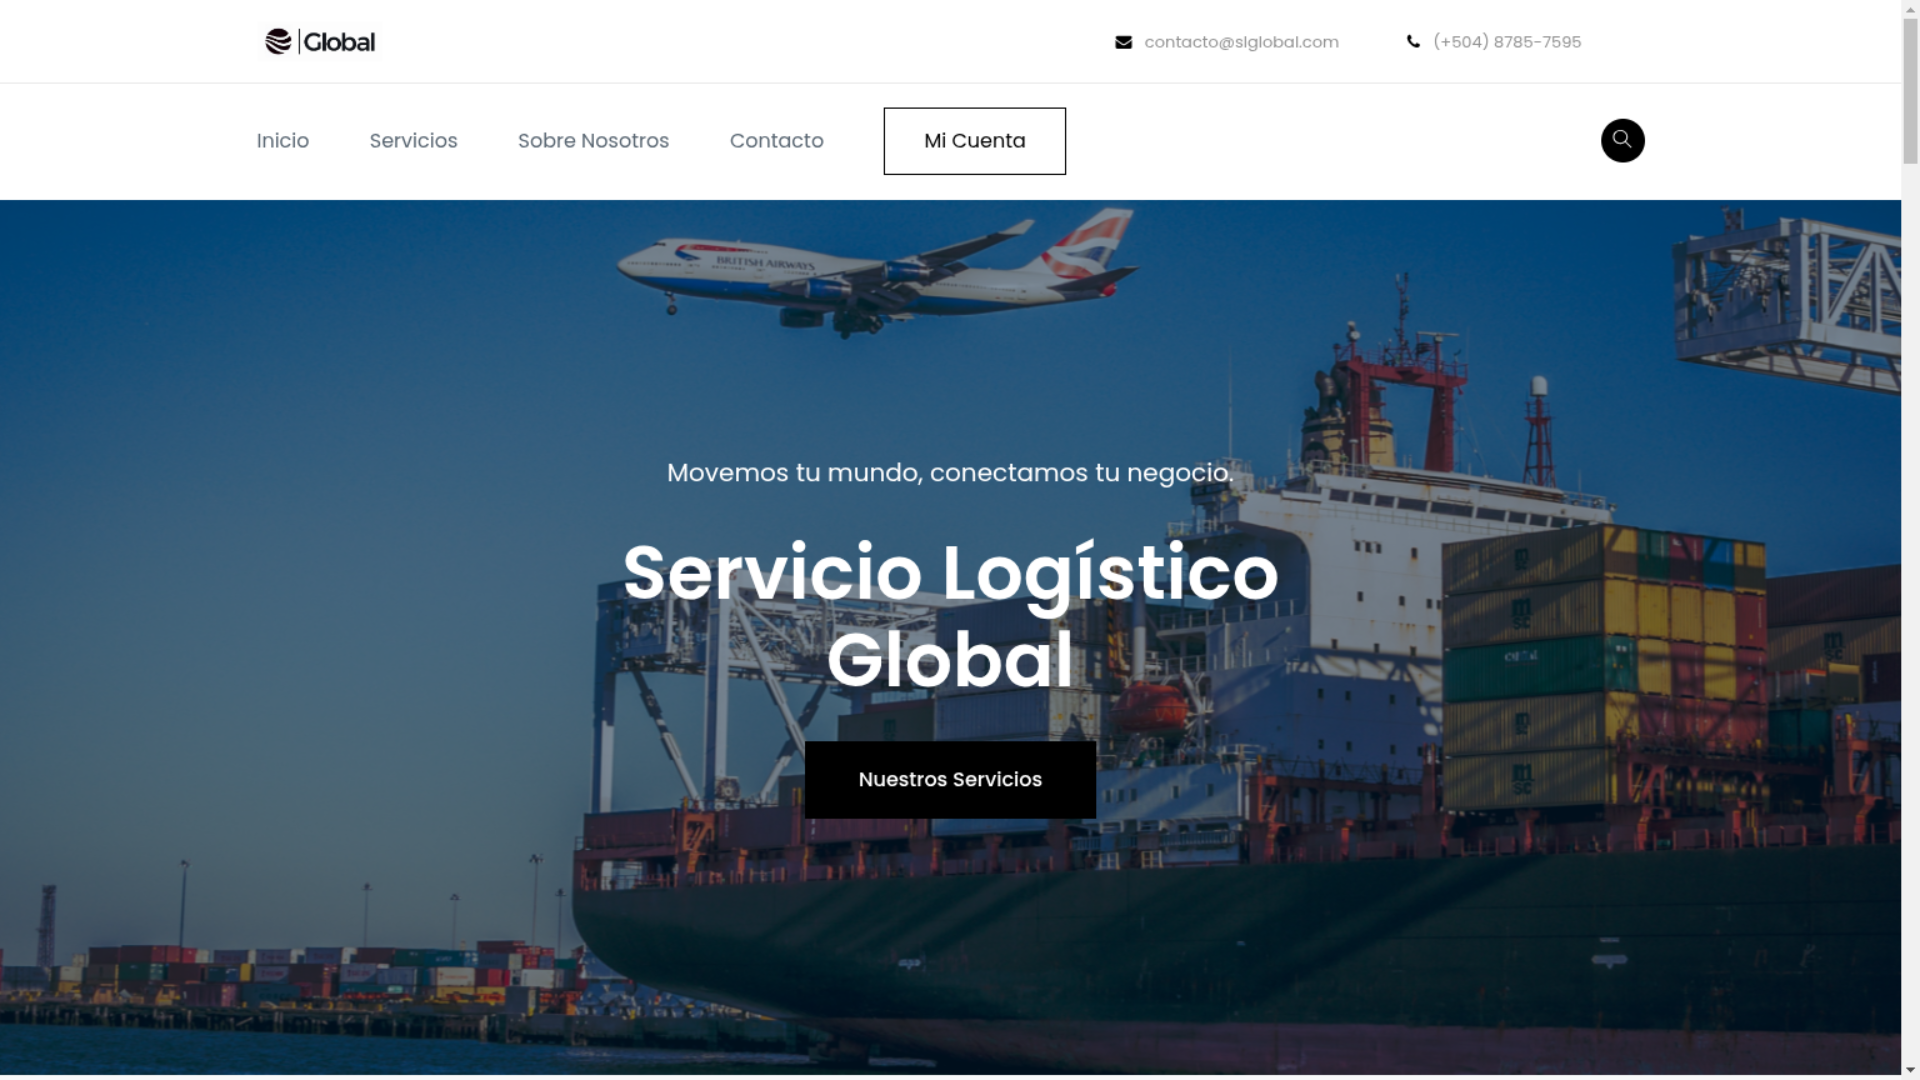 Global
contacto@slglobal.com
(+504) 8785-7595
Inicio
Servicios
Sobre Nosotros
Contacto
Mi Cuenta
BRITISH AIRWAYS
Movemos tu mundo, conectamos tu negocio.
Servicio Logístico
Global
Nuestros Servicios